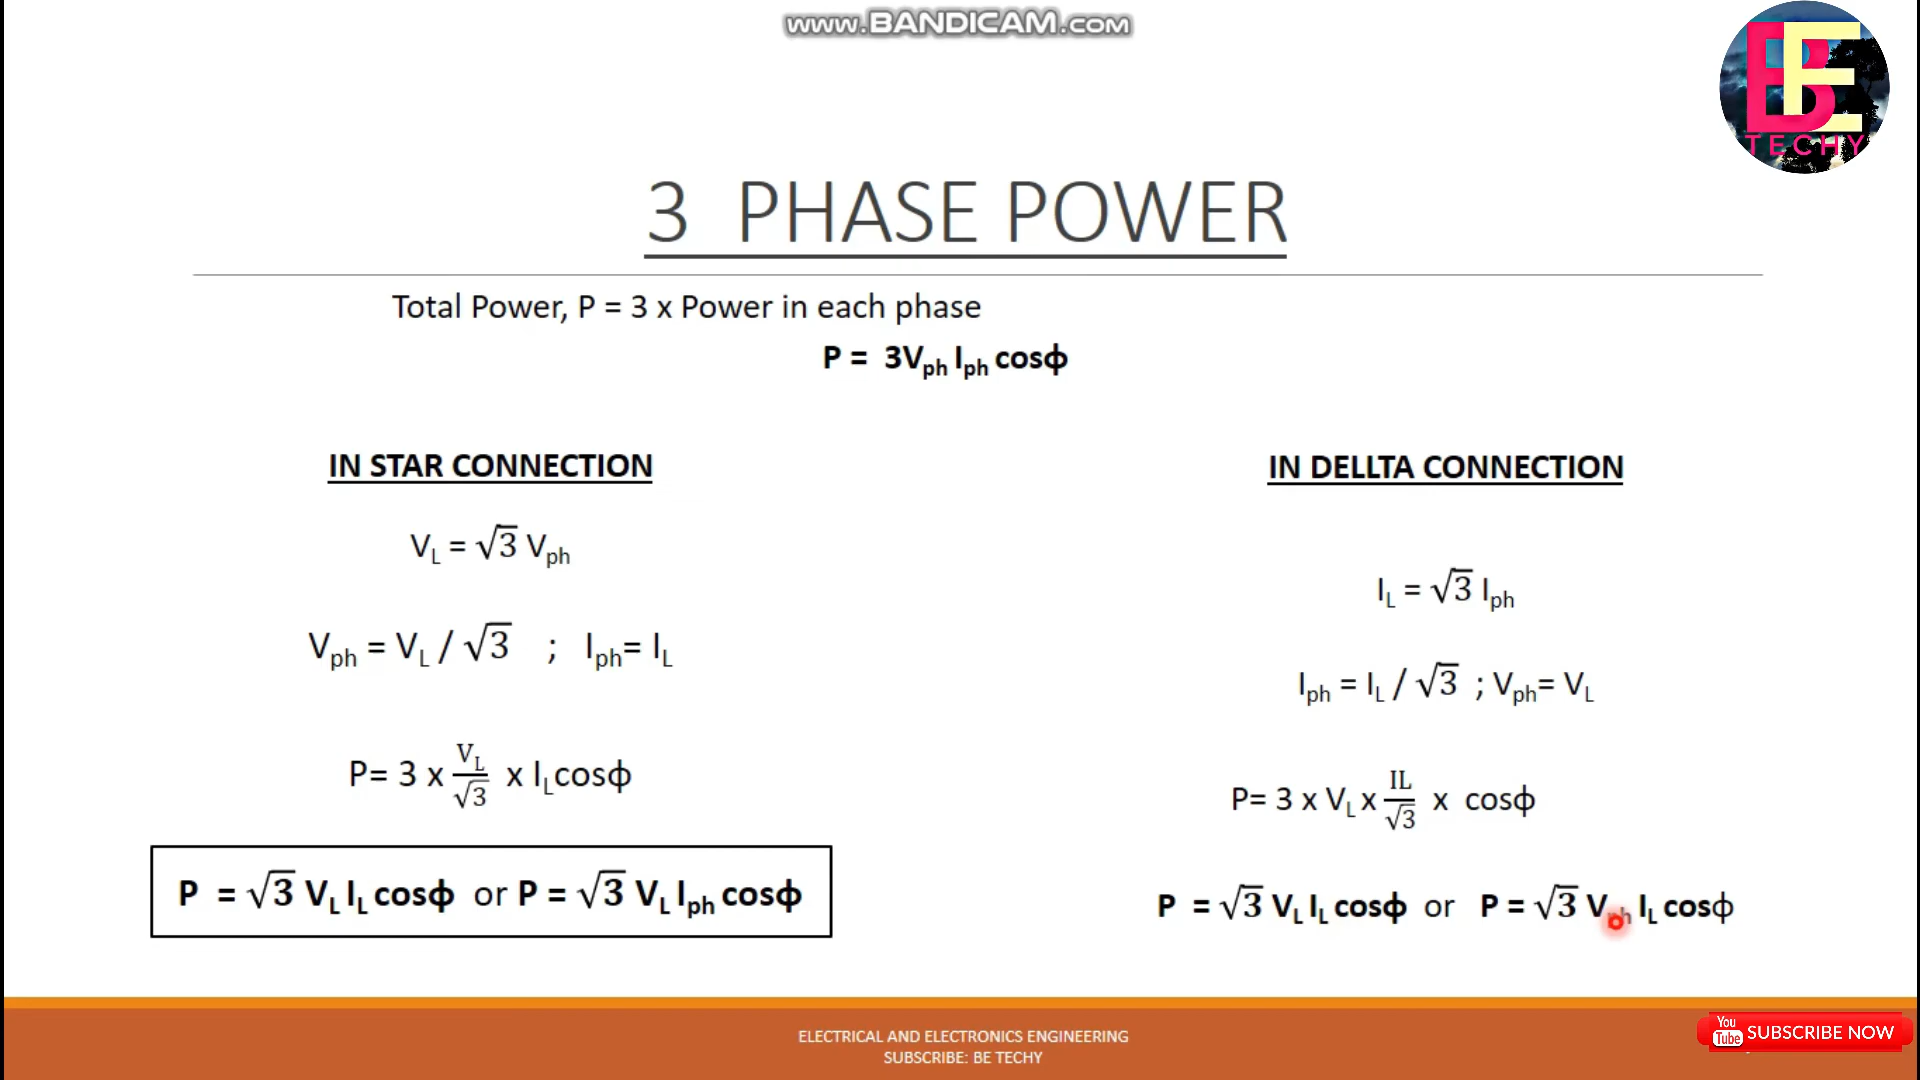 www.BANDICAM.com
BE
TECHY
3 PHASE POWER
Total Power, P = 3 x Power in each phase
P = 3Vph Iph cosϕ
IN STAR CONNECTION
VL = √3 Vph
Vph = VL / √3 ; Iph= IL
P= 3 x VL/√3 x ILcosϕ
P = √3 VL IL cosϕ or P = √3 VL Iph cosϕ
IN DELLTA CONNECTION
IL = √3 Iph
Iph = IL / √3 ; Vph= VL
P= 3 x VL x IL/√3 x cosϕ
P = √3 VL IL cosϕ or P = √3 Vph IL cosϕ
ELECTRICAL AND ELECTRONICS ENGINEERING
SUBSCRIBE: BE TECHY
You Tube SUBSCRIBE NOW